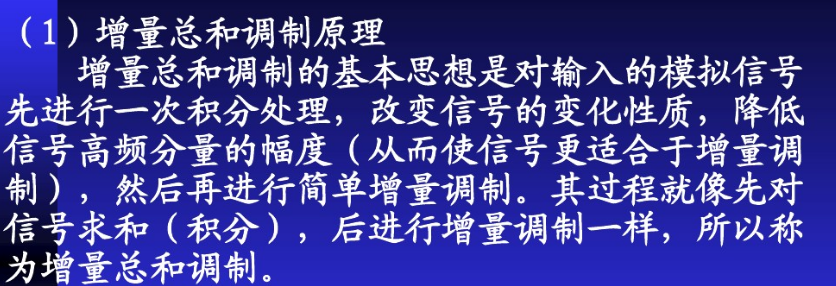 （1）增量总和调制原理
增量总和调制的基本思想是对输入的模拟信号
先进行一次积分处理，改变信号的变化性质，降低
信号高频分量的幅度（从而使信号更适合于增量调
制），然后再进行简单增量调制。其过程就像先对
信号求和（积分），后进行增量调制一样，所以称
为增量总和调制。